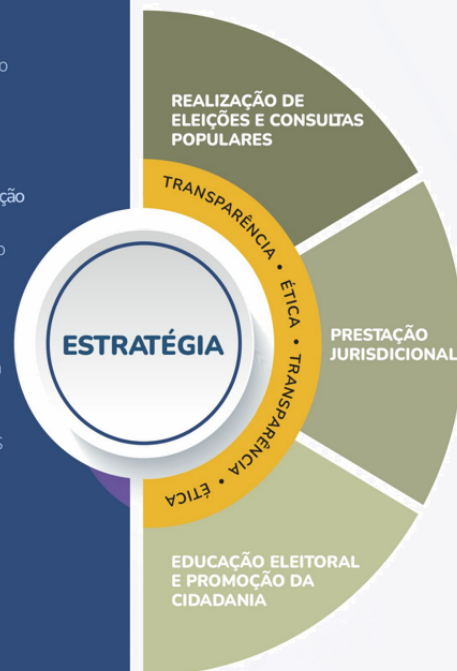 REALIZAÇÃO DE
ELEIÇÕES E CONSULTAS
POPULARES
TRANSPARÊNCIA • ÉTICA • TRANSPARÊNCIA • ÉTICA
ESTRATÉGIA
PRESTAÇÃO
JURISDICIONAL
EDUCAÇÃO ELEITORAL
E PROMOÇÃO DA
CIDADANIA